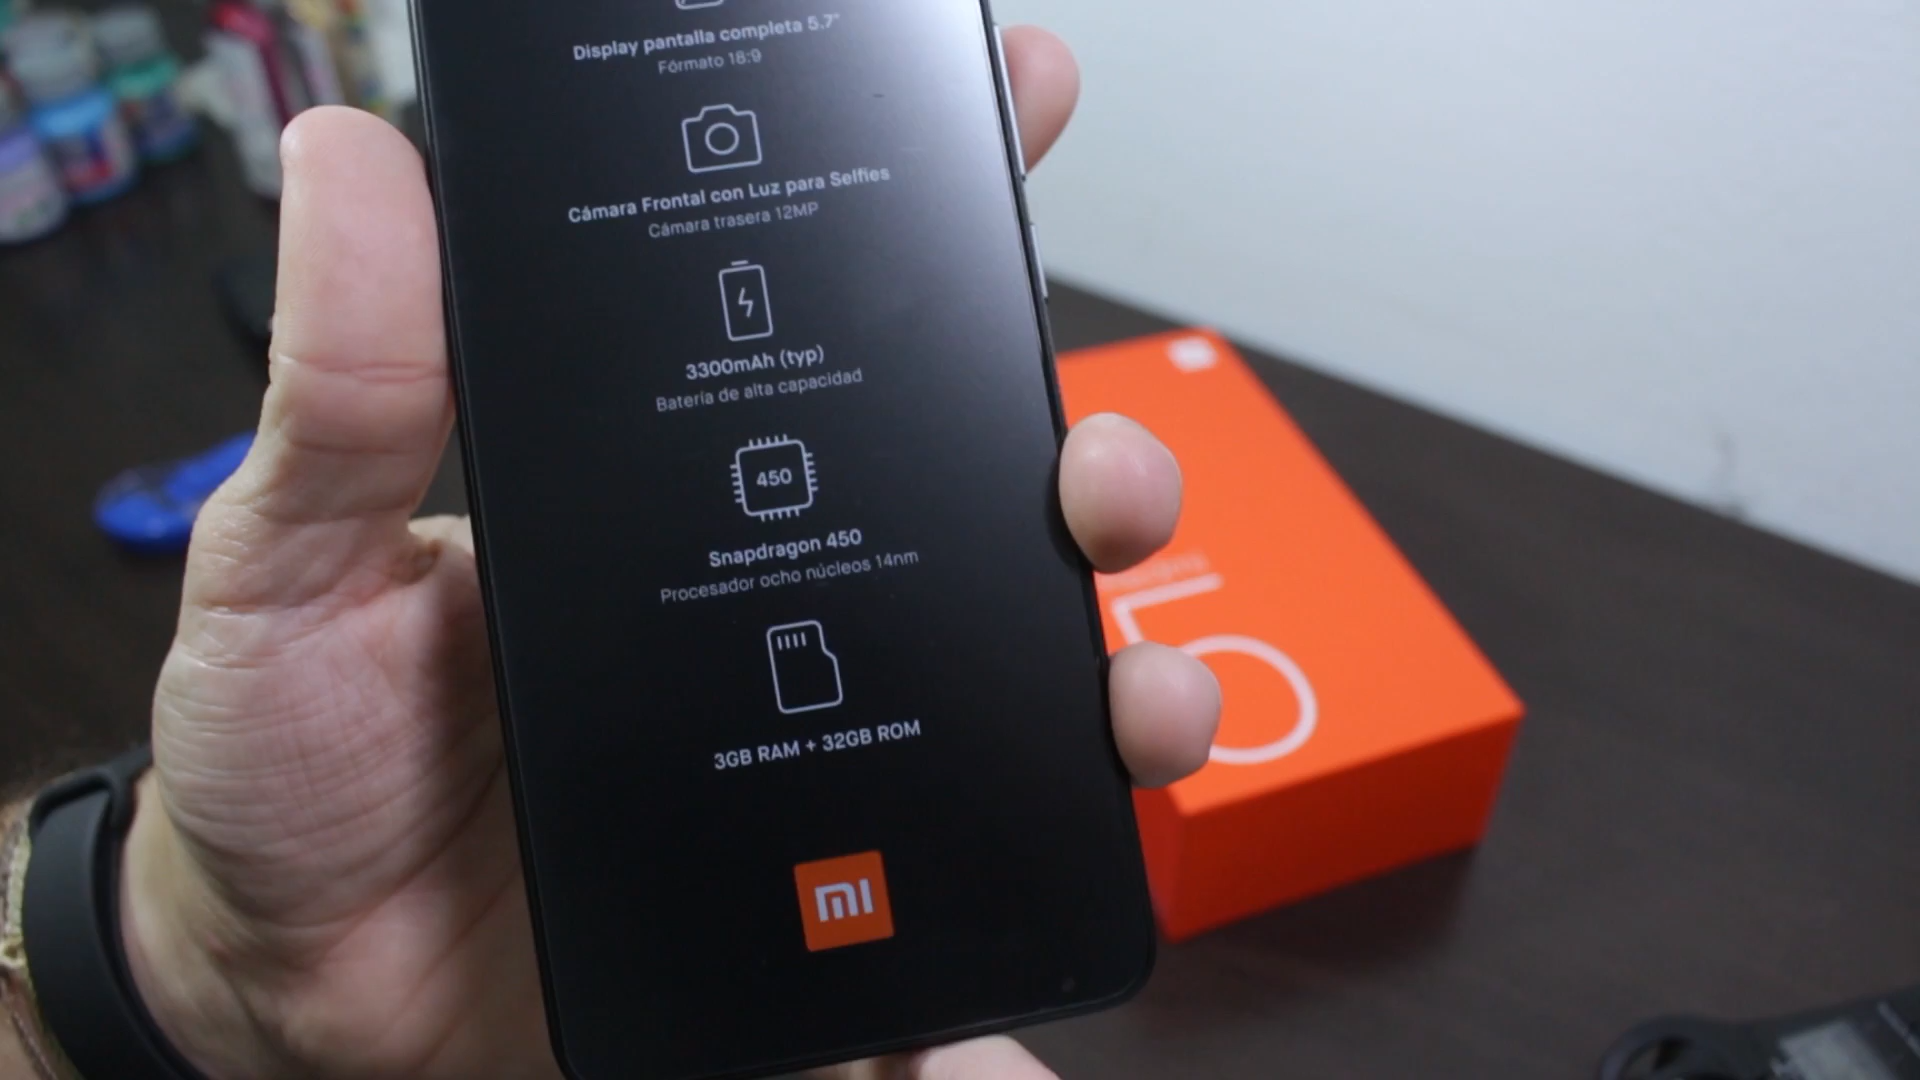 Display pantalla completa 5.7"
Fórmato 18:9
Cámara Frontal con Luz para Selfies
Cámara trasera 12MP
3300mAh (typ)
Batería de alta capacidad
450
Snapdragon 450
Procesador ocho núcleos 14nm
3GB RAM + 32GB ROM
mi
5